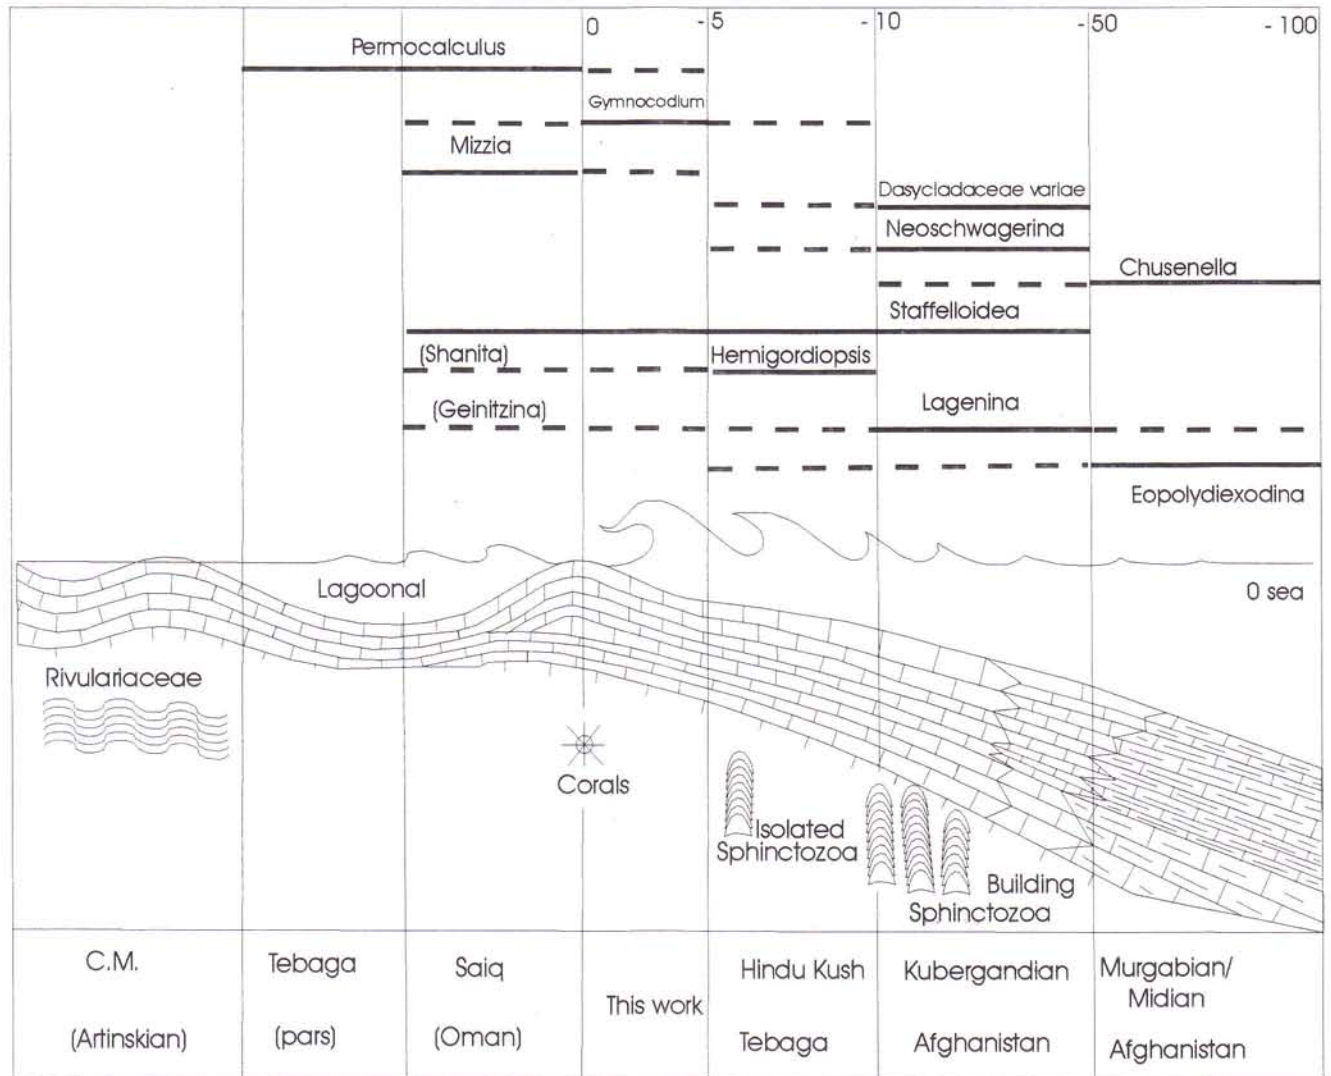 0
- 5
- 10
- 50
- 100
Permocalculus
Gymnocodium
Mizzia
Dasycladaceae variae
Neoschwagerina
Chusenella
Staffelloidea
(Shanita)
Hemigordiopsis
(Geinitzina)
Lagenina
Eopolydiexodina
Lagoonal
0 sea
Rivulariaceae
Corals
Isolated
Sphinctozoa
Building
Sphinctozoa
C.M.
(Artinskian)
Tebaga
(pars)
Saiq
(Oman)
This work
Hindu Kush
Tebaga
Kubergandian
Afghanistan
Murgabian/
Midian
Afghanistan